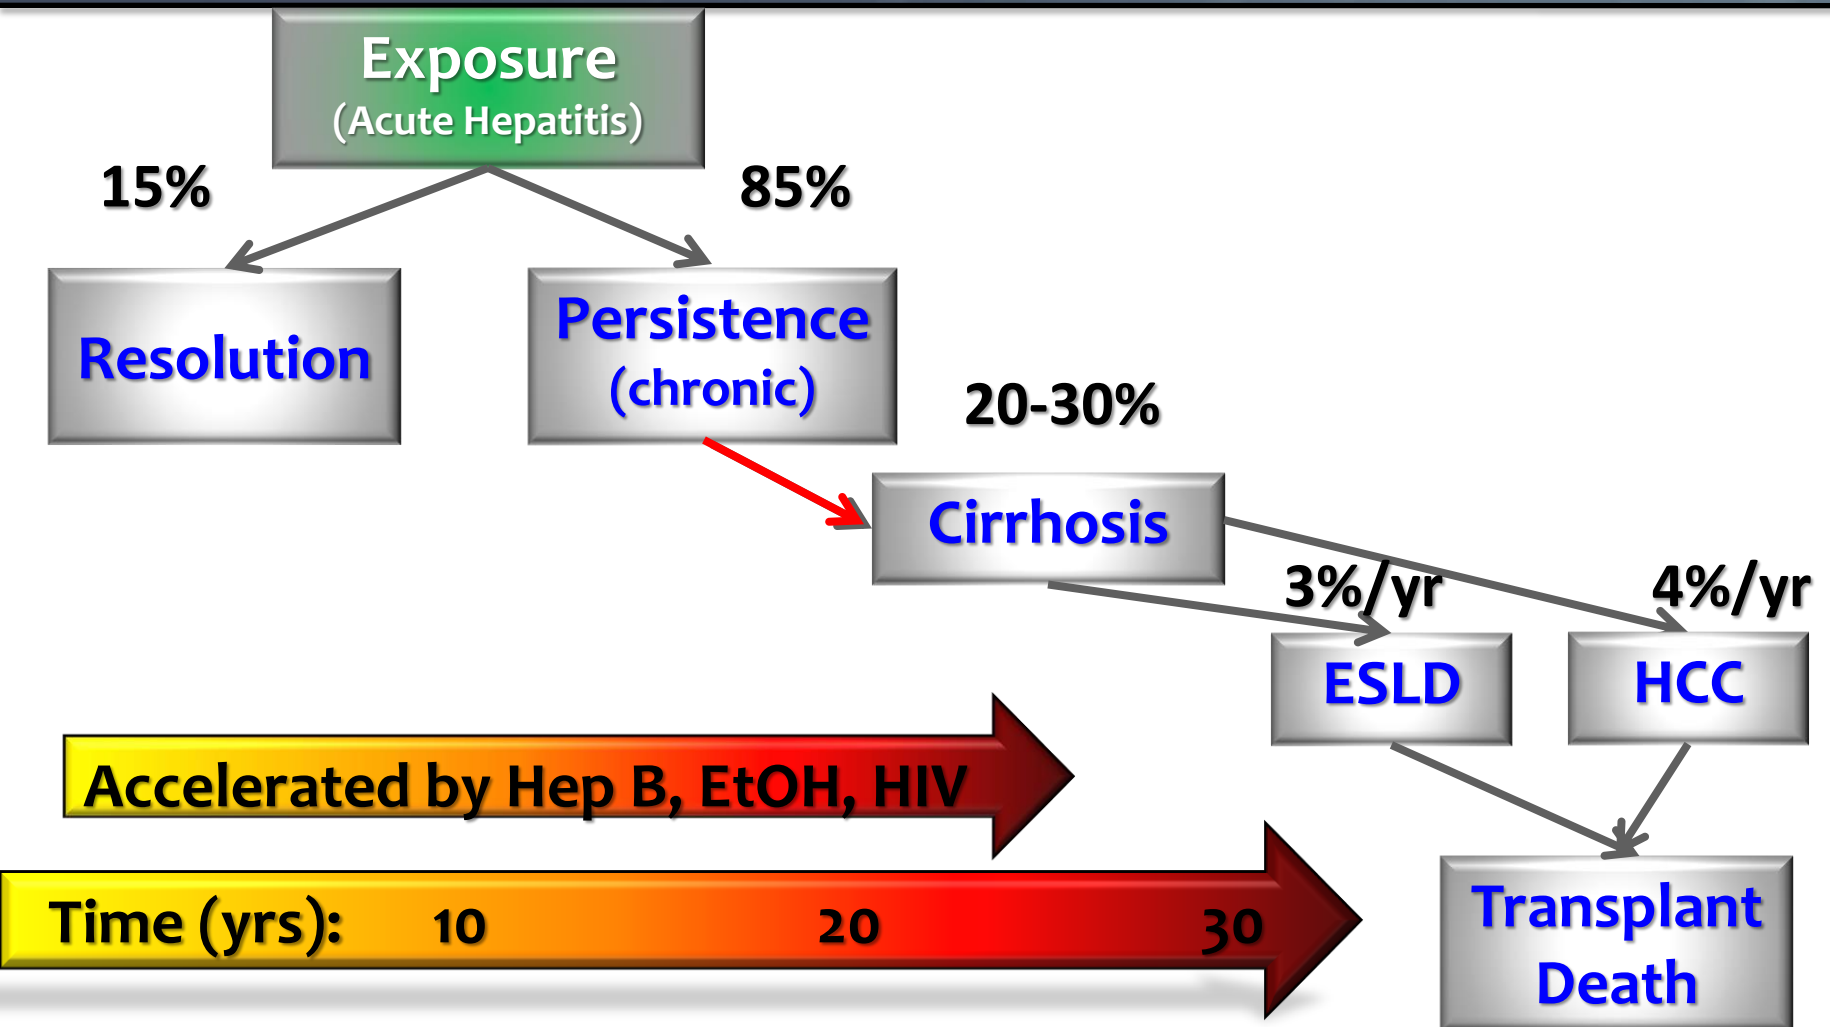 Exposure
(Acute Hepatitis)
15%
85%
Resolution
Persistence
(chronic)
20-30%
Cirrhosis
3%/yr
4%/yr
ESLD
HCC
Accelerated by Hep B, EtOH, HIV
Time (yrs): 10 20 30
Transplant
Death